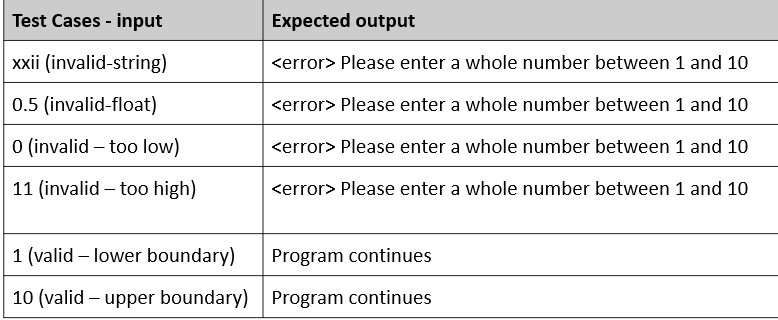 Test Cases - input Expected output
xxii (invalid-string) <error> Please enter a whole number between 1 and 10
0.5 (invalid-float) <error> Please enter a whole number between 1 and 10
0 (invalid – too low) <error> Please enter a whole number between 1 and 10
11 (invalid – too high) <error> Please enter a whole number between 1 and 10
1 (valid – lower boundary) Program continues
10 (valid – upper boundary) Program continues